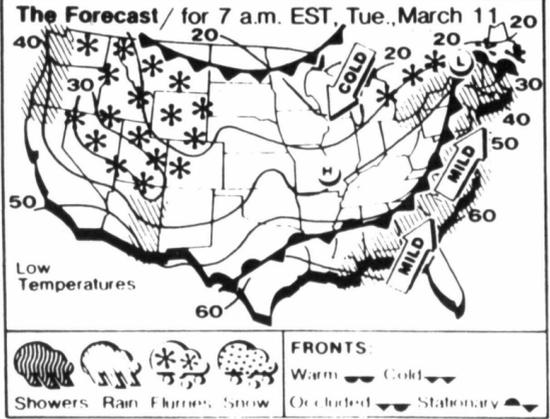 The Forecast / for 7 a.m. EST, Tue., March 11
20
20
40
20
20
COLD
L
30
30
40
50
MILD
H
50
60
MILD
Low
Temperatures
60
Showers Rain Flurries Snow
FRONTS:
Warm Cold
Occluded Stationary